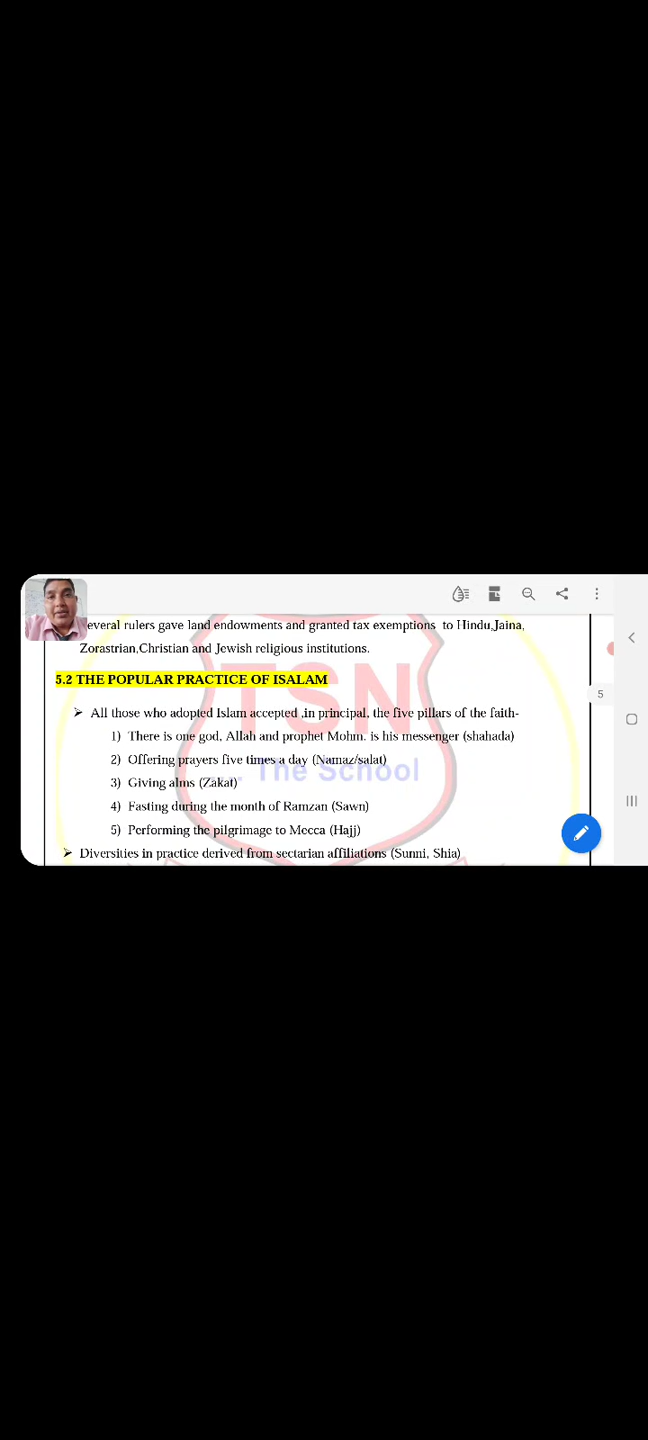 everal rulers gave land endowments and granted tax exemptions to Hindu,Jaina,
Zorastrian,Christian and Jewish religious institutions.
5.2 THE POPULAR PRACTICE OF ISALAM
5
➢ All those who adopted Islam accepted ,in principal, the five pillars of the faith-
1) There is one god, Allah and prophet Mohm. is his messenger (shahada)
2) Offering prayers five times a day (Namaz/salat)
3) Giving alms (Zakat)
4) Fasting during the month of Ramzan (Sawn)
5) Performing the pilgrimage to Mecca (Hajj)
➢ Diversities in practice derived from sectarian affiliations (Sunni, Shia)
TSN
... The School